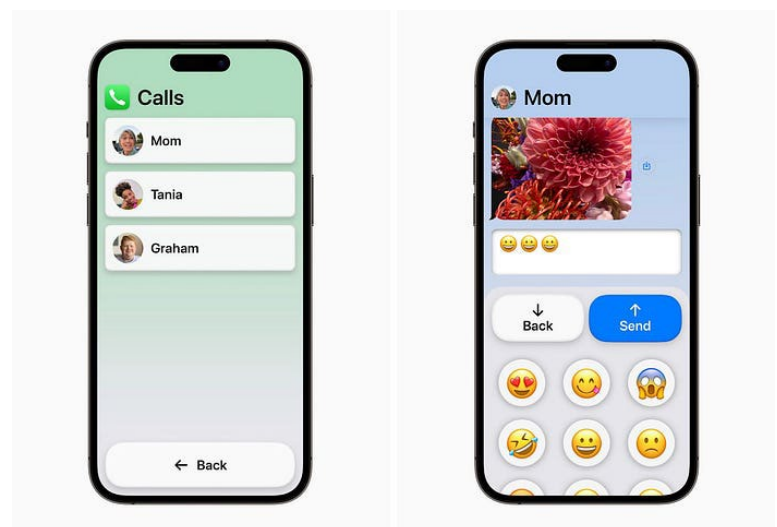 Calls
Mom
Tania
Graham
← Back
Mom
😀😀😀
↓
Back
↑
Send